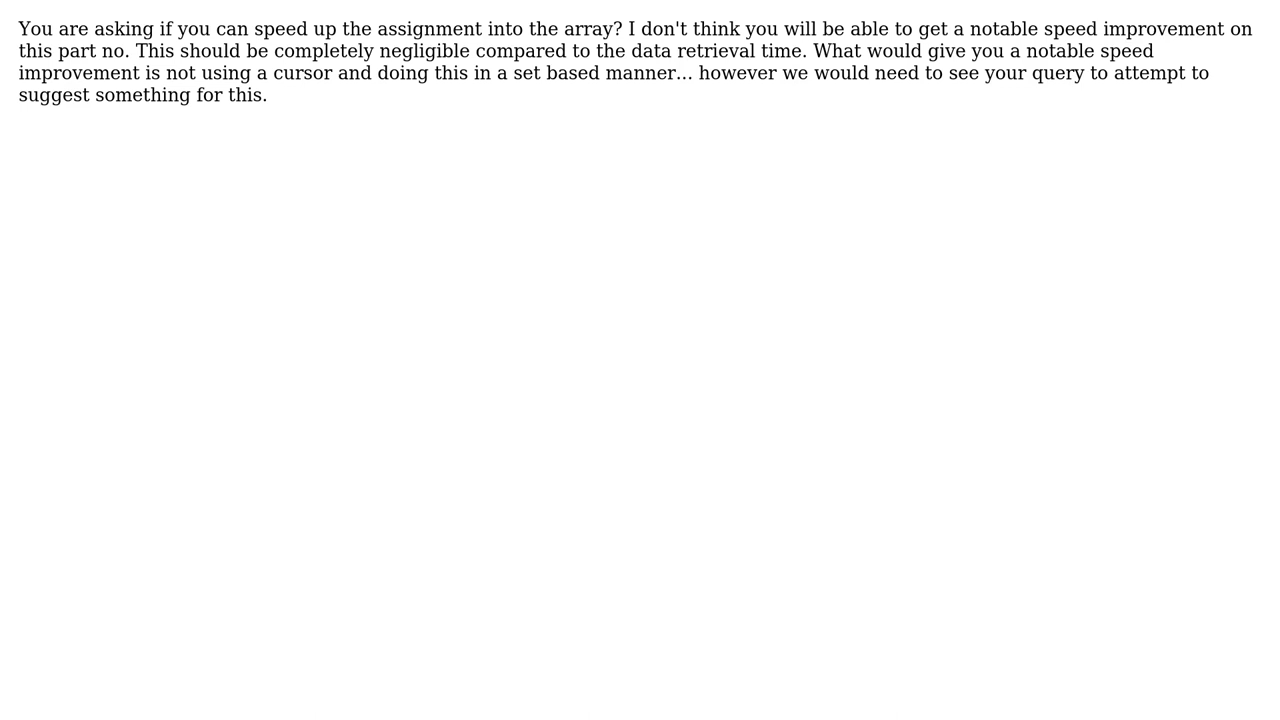 You are asking if you can speed up the assignment into the array? I don't think you will be able to get a notable speed improvement on
this part no. This should be completely negligible compared to the data retrieval time. What would give you a notable speed
improvement is not using a cursor and doing this in a set based manner... however we would need to see your query to attempt to
suggest something for this.